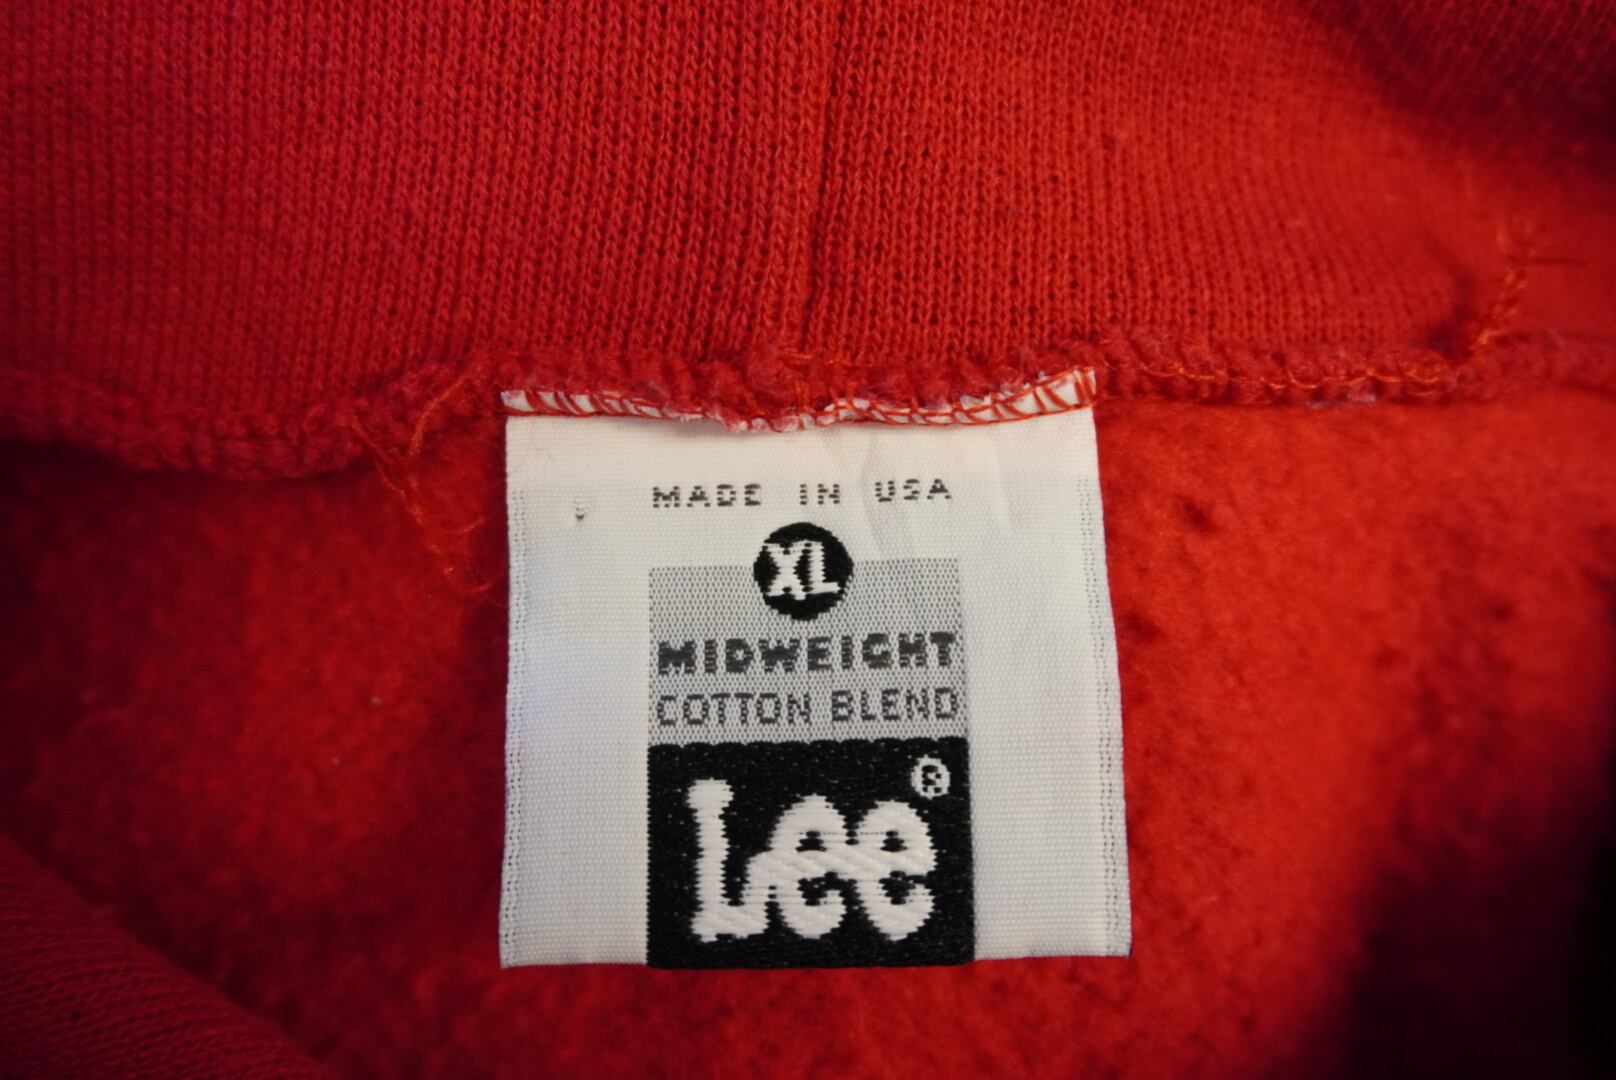 MADE IN USA
XL
MIDWEIGHT
COTTON BLEND
Lee®